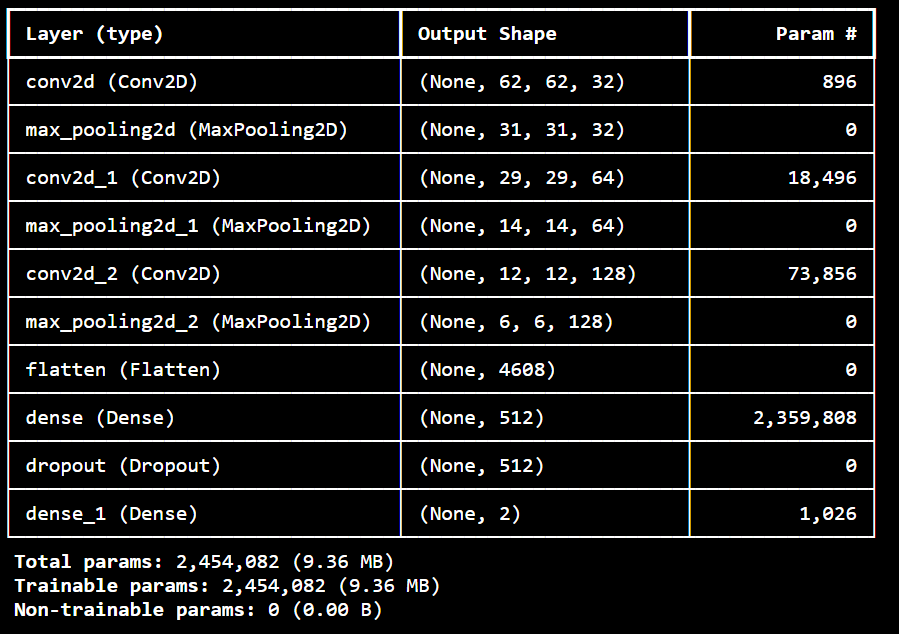 Layer (type) Output Shape Param #
conv2d (Conv2D) (None, 62, 62, 32) 896
max_pooling2d (MaxPooling2D) (None, 31, 31, 32) 0
conv2d_1 (Conv2D) (None, 29, 29, 64) 18,496
max_pooling2d_1 (MaxPooling2D) (None, 14, 14, 64) 0
conv2d_2 (Conv2D) (None, 12, 12, 128) 73,856
max_pooling2d_2 (MaxPooling2D) (None, 6, 6, 128) 0
flatten (Flatten) (None, 4608) 0
dense (Dense) (None, 512) 2,359,808
dropout (Dropout) (None, 512) 0
dense_1 (Dense) (None, 2) 1,026
Total params: 2,454,082 (9.36 MB)
Trainable params: 2,454,082 (9.36 MB)
Non-trainable params: 0 (0.00 B)